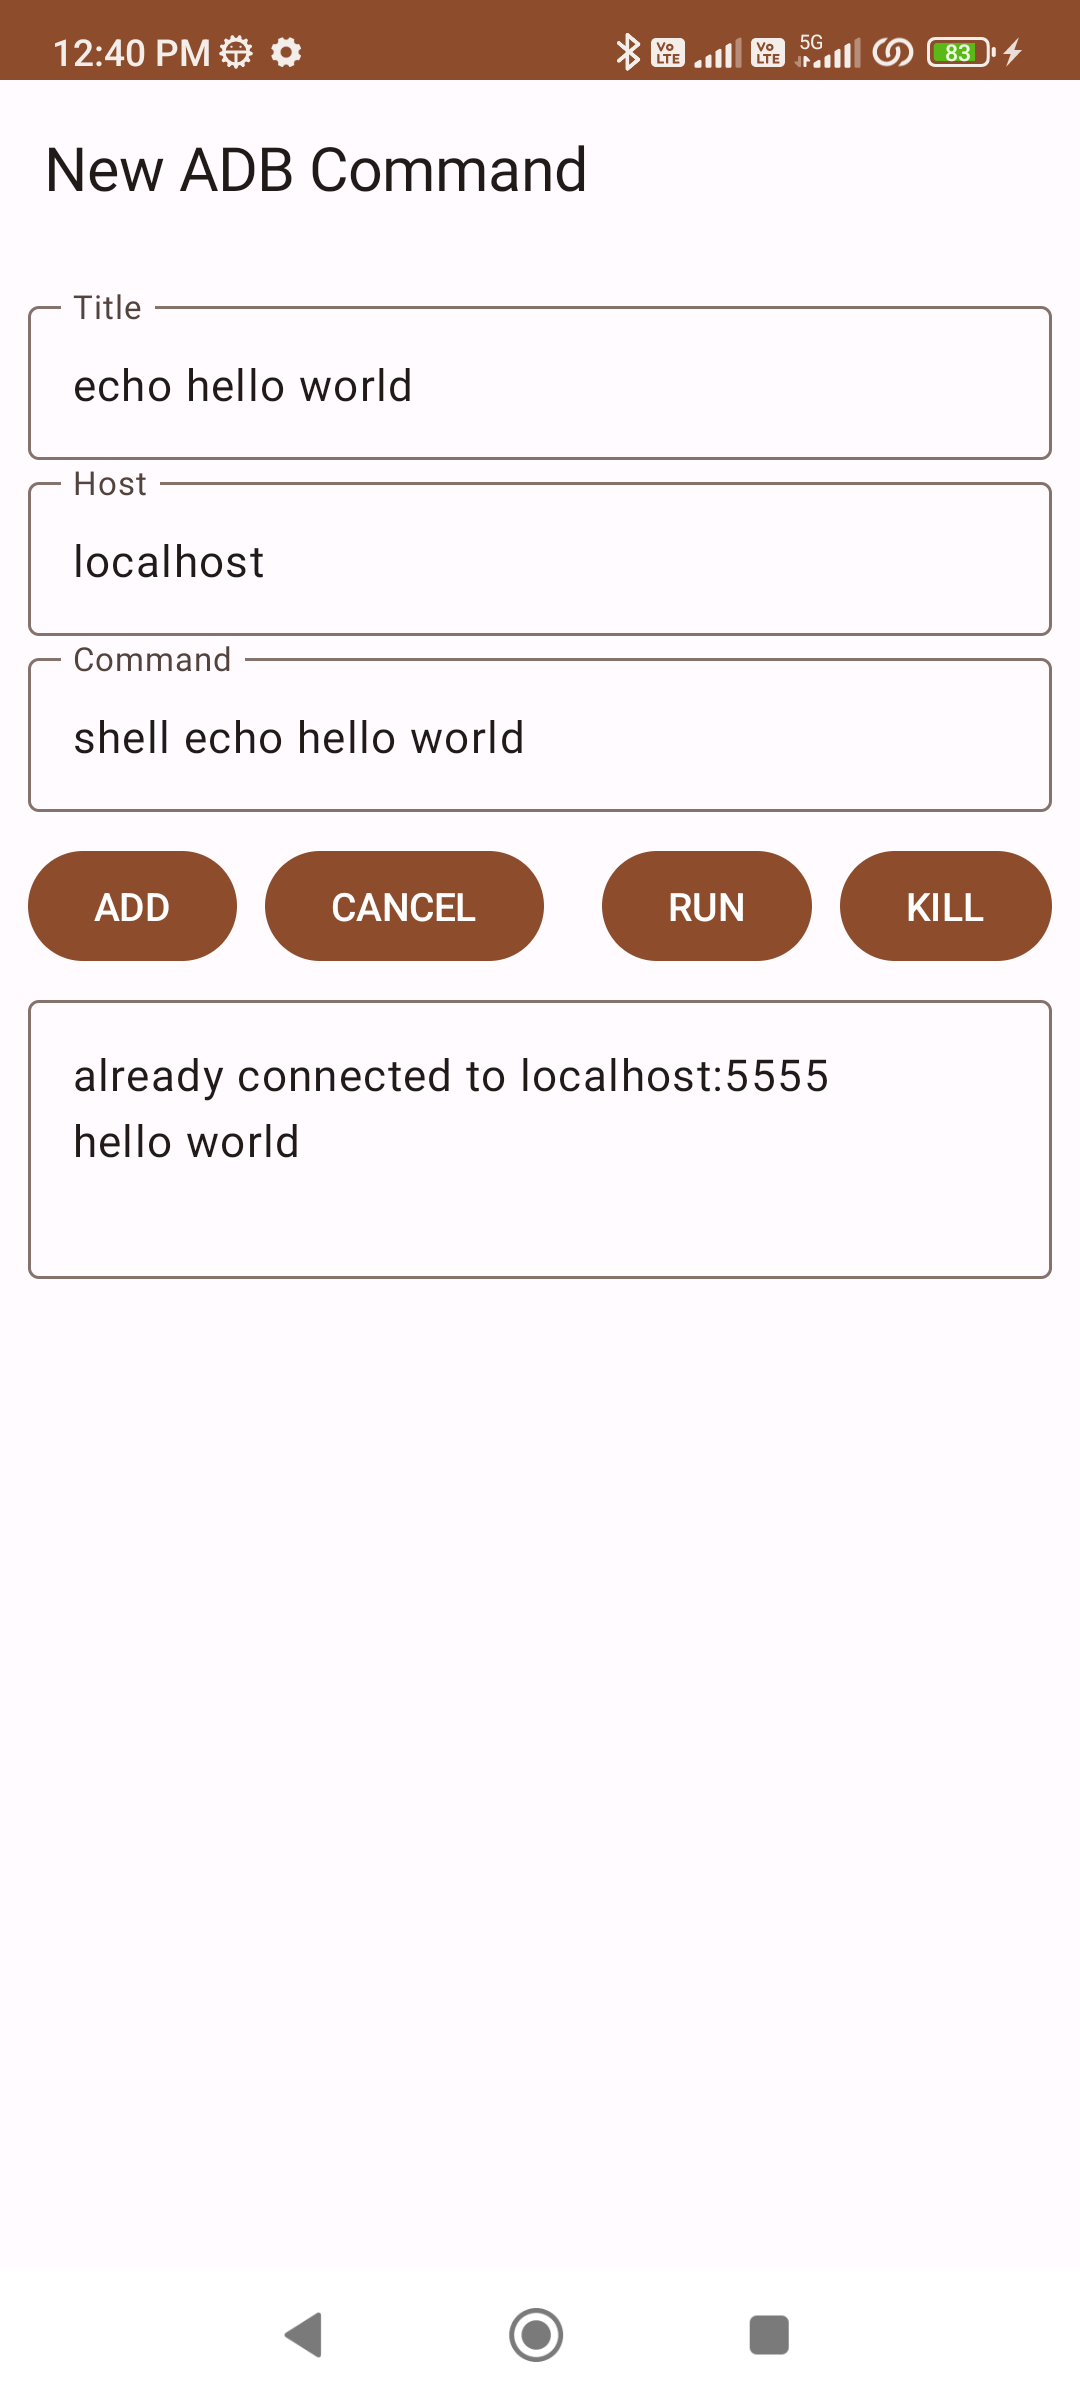 12:40 PM
Vo LTE Vo LTE 5G 83
New ADB Command
Title
echo hello world
Host
localhost
Command
shell echo hello world
ADD CANCEL RUN KILL
already connected to localhost:5555
hello world